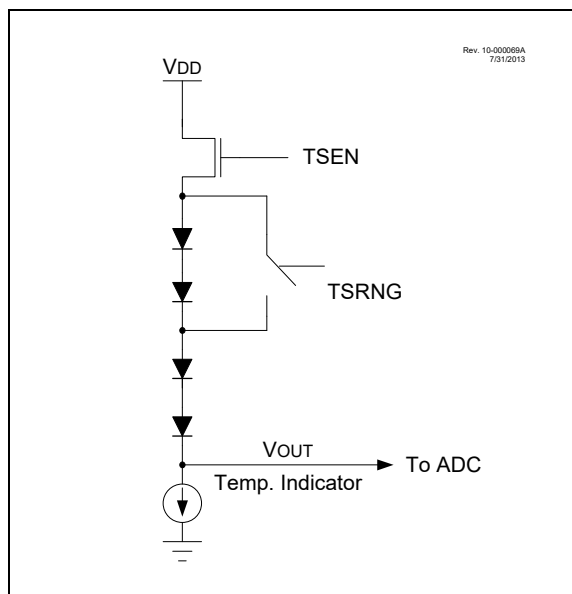 Rev. 10-000069A
7/31/2013
VDD
TSEN
TSRNG
VOUT
Temp. Indicator
To ADC